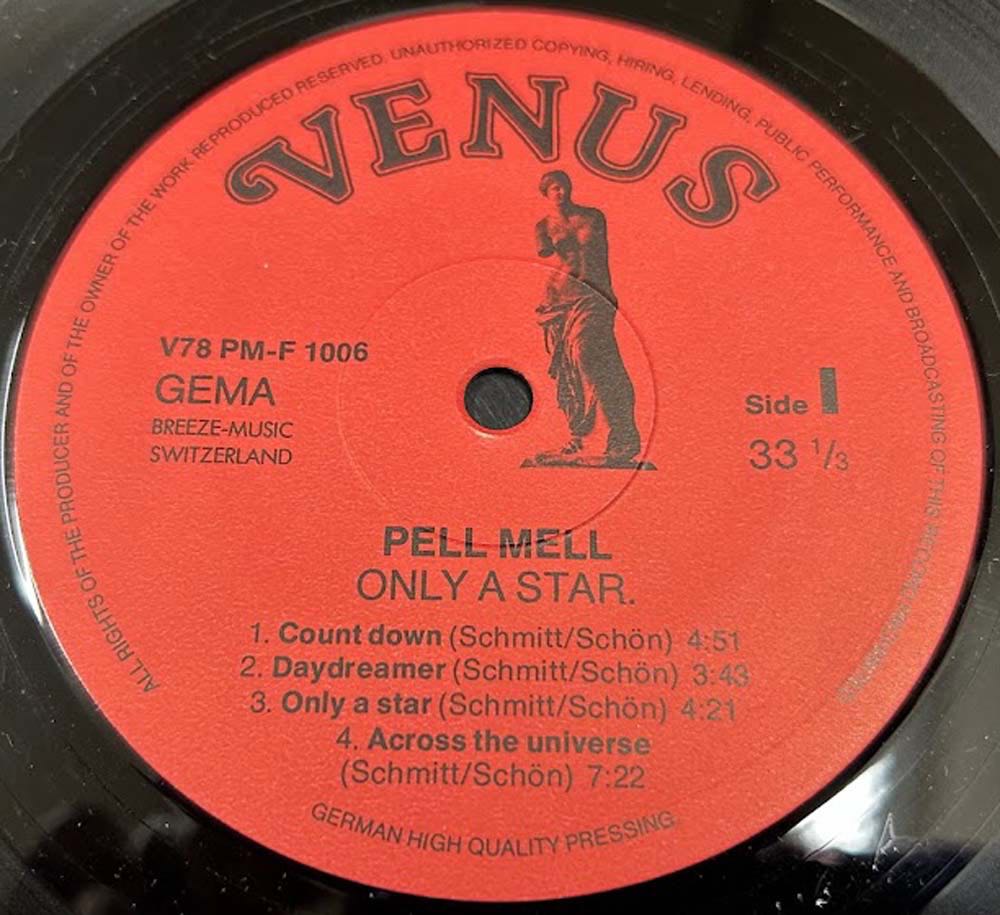 ALL RIGHTS OF THE PRODUCER AND OF THE OWNER OF THE WORK REPRODUCED RESERVED. UNAUTHORIZED COPYING, HIRING, LENDING, PUBLIC PERFORMANCE AND BROADCASTING OF THIS RECORD
VENUS
V78 PM-F 1006
GEMA
BREEZE-MUSIC
SWITZERLAND
Side I
33 1/3
PELL MELL
ONLY A STAR.
1. Count down (Schmitt/Schön) 4:51
2. Daydreamer (Schmitt/Schön) 3:43
3. Only a star (Schmitt/Schön) 4:21
4. Across the universe
(Schmitt/Schön) 7:22
GERMAN HIGH QUALITY PRESSING